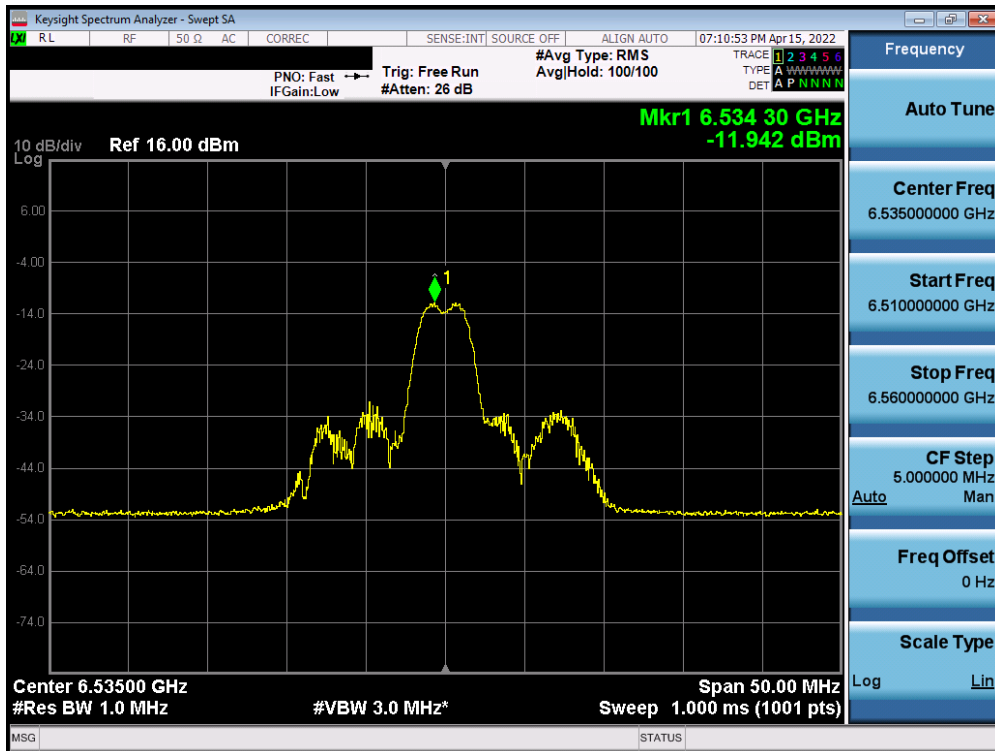 Keysight Spectrum Analyzer - Swept SA
LXI RL RF 50 Ω AC CORREC SENSE:INT SOURCE OFF ALIGN AUTO 07:10:53 PM Apr 15, 2022
PNO: Fast
IFGain:Low
Trig: Free Run
#Atten: 26 dB
#Avg Type: RMS
Avg|Hold: 100/100
TRACE 1 2 3 4 5 6
TYPE A WWWWW
DET A P N N N N
Mkr1 6.534 30 GHz
-11.942 dBm
10 dB/div
Log
Ref 16.00 dBm
6.00
-4.00
-14.0
-24.0
-34.0
-44.0
-54.0
-64.0
-74.0
1
Center 6.53500 GHz
#Res BW 1.0 MHz
#VBW 3.0 MHz*
Span 50.00 MHz
Sweep 1.000 ms (1001 pts)
MSG
STATUS
Frequency
Auto Tune
Center Freq
6.535000000 GHz
Start Freq
6.510000000 GHz
Stop Freq
6.560000000 GHz
CF Step
5.000000 MHz
Auto Man
Freq Offset
0 Hz
Scale Type
Log Lin